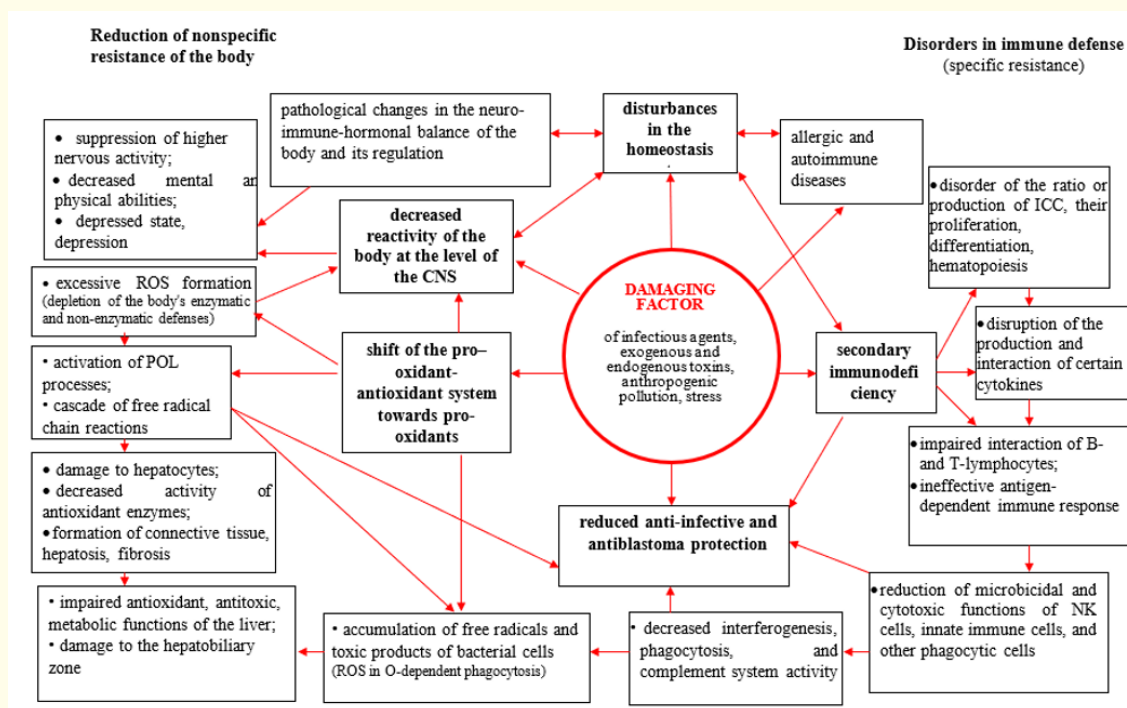 Reduction of nonspecific
resistance of the body
Disorders in immune defense
(specific resistance)
pathological changes in the neuro-
immune-hormonal balance of the
body and its regulation
disturbances
in the
homeostasis
.
allergic and
autoimmune
diseases
• suppression of higher
nervous activity;
• decreased mental an
physical abilities;
• depressed state,
depression
decreased
reactivity of the
body at the level of
the CNS
• disorder of the ratio or
production of ICC, their
proliferation,
differentiation,
hematopoiesis
• excessive ROS formation
(depletion of the body's enzymatic
and non-enzymatic defenses)
DAMAGING
FACTOR
of infectious agents,
exogenous and
endogenous toxins,
anthropogenic
pollution, stress
• disruption of the
production and
interaction of certain
cytokines
• activation of POL
processes;
• cascade of free radical
chain reactions
shift of the pro–
oxidant-
antioxidant system
towards pro-
oxidants
secondary
immunodefi
ciency
• damage to hepatocytes;
• decreased activity of
antioxidant enzymes;
• formation of connective tissue,
hepatosis, fibrosis
• impaired interaction of B-
and T-lymphocytes;
• ineffective antigen-
dependent immune response
reduced anti-infective and
antiblastoma protection
• impaired antioxidant, antitoxic,
metabolic functions of the liver;
• damage to the hepatobiliary
zone
• accumulation of free radicals and
toxic products of bacterial cells
(ROS in O-dependent phagocytosis)
• decreased interferogenesis,
phagocytosis, and
complement system activity
• reduction of microbicidal and
cytotoxic functions of NK
cells, innate immune cells, and
other phagocytic cells